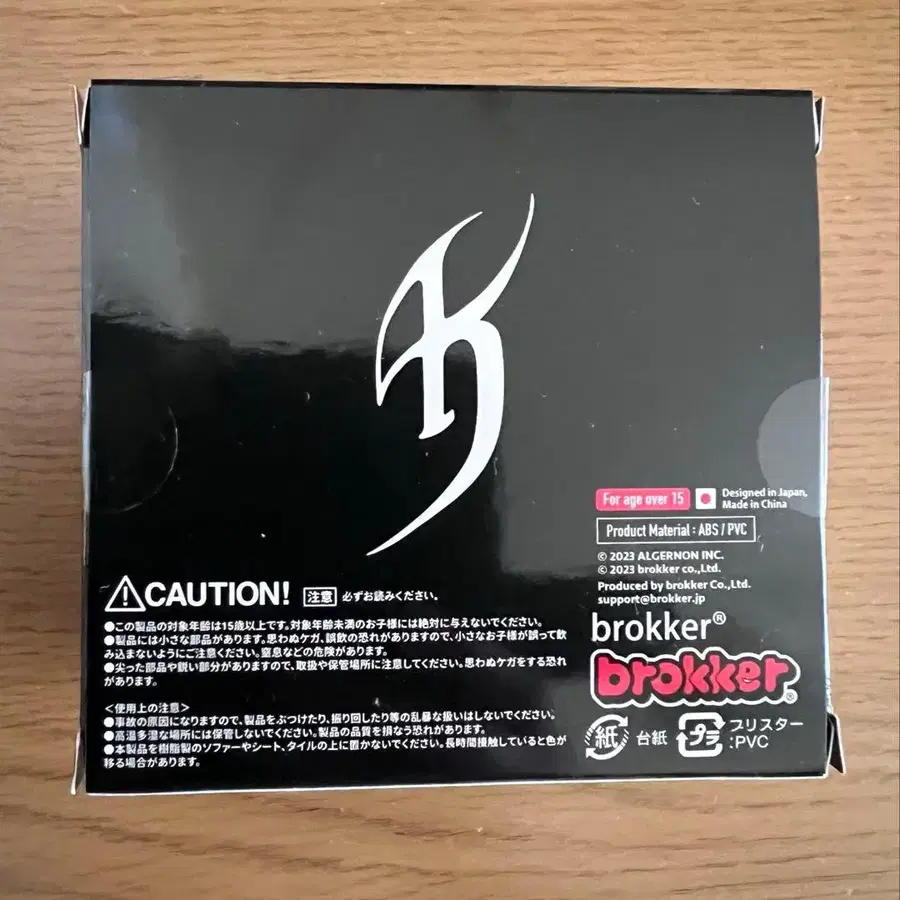 For age over 15
Designed in Japan,
Made in China
Product Material : ABS / PVC
© 2023 ALGERNON INC.
© 2023 brokker co.,Ltd.
Produced by brokker Co.,Ltd.
support@brokker.jp
brokker®
brokker®
紙 台紙 プラ ブリスター
:PVC
CAUTION! 注意 必ずお読みください。
●この製品の対象年齢は15歳以上です。対象年齢未満のお子様には絶対に与えないでください。
●製品には小さな部品があります。思わぬケガ、誤飲の恐れがありますので、小さなお子様が誤って飲
み込まないようにご注意ください。窒息などの危険があります。
●尖った部品や鋭い部分がありますので、取扱や保管場所に注意してください。思わぬケガをする恐れ
があります。
＜使用上の注意＞
●事故の原因になりますので、製品をぶつけたり、振り回したり等の乱暴な扱いはしないでください。
●高温多湿な場所には保管しないでください。製品の品質を損なう恐れがあります。
●本製品を樹脂製のソファーやシート、タイルの上に置かないでください。長時間接触していると色が
移る場合があります。